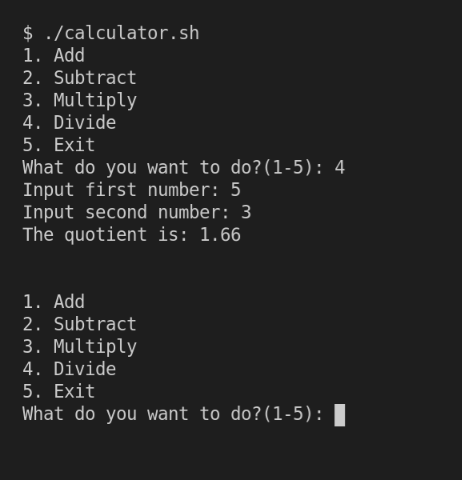 $ ./calculator.sh
1. Add
2. Subtract
3. Multiply
4. Divide
5. Exit
What do you want to do?(1-5): 4
Input first number: 5
Input second number: 3
The quotient is: 1.66
1. Add
2. Subtract
3. Multiply
4. Divide
5. Exit
What do you want to do?(1-5):